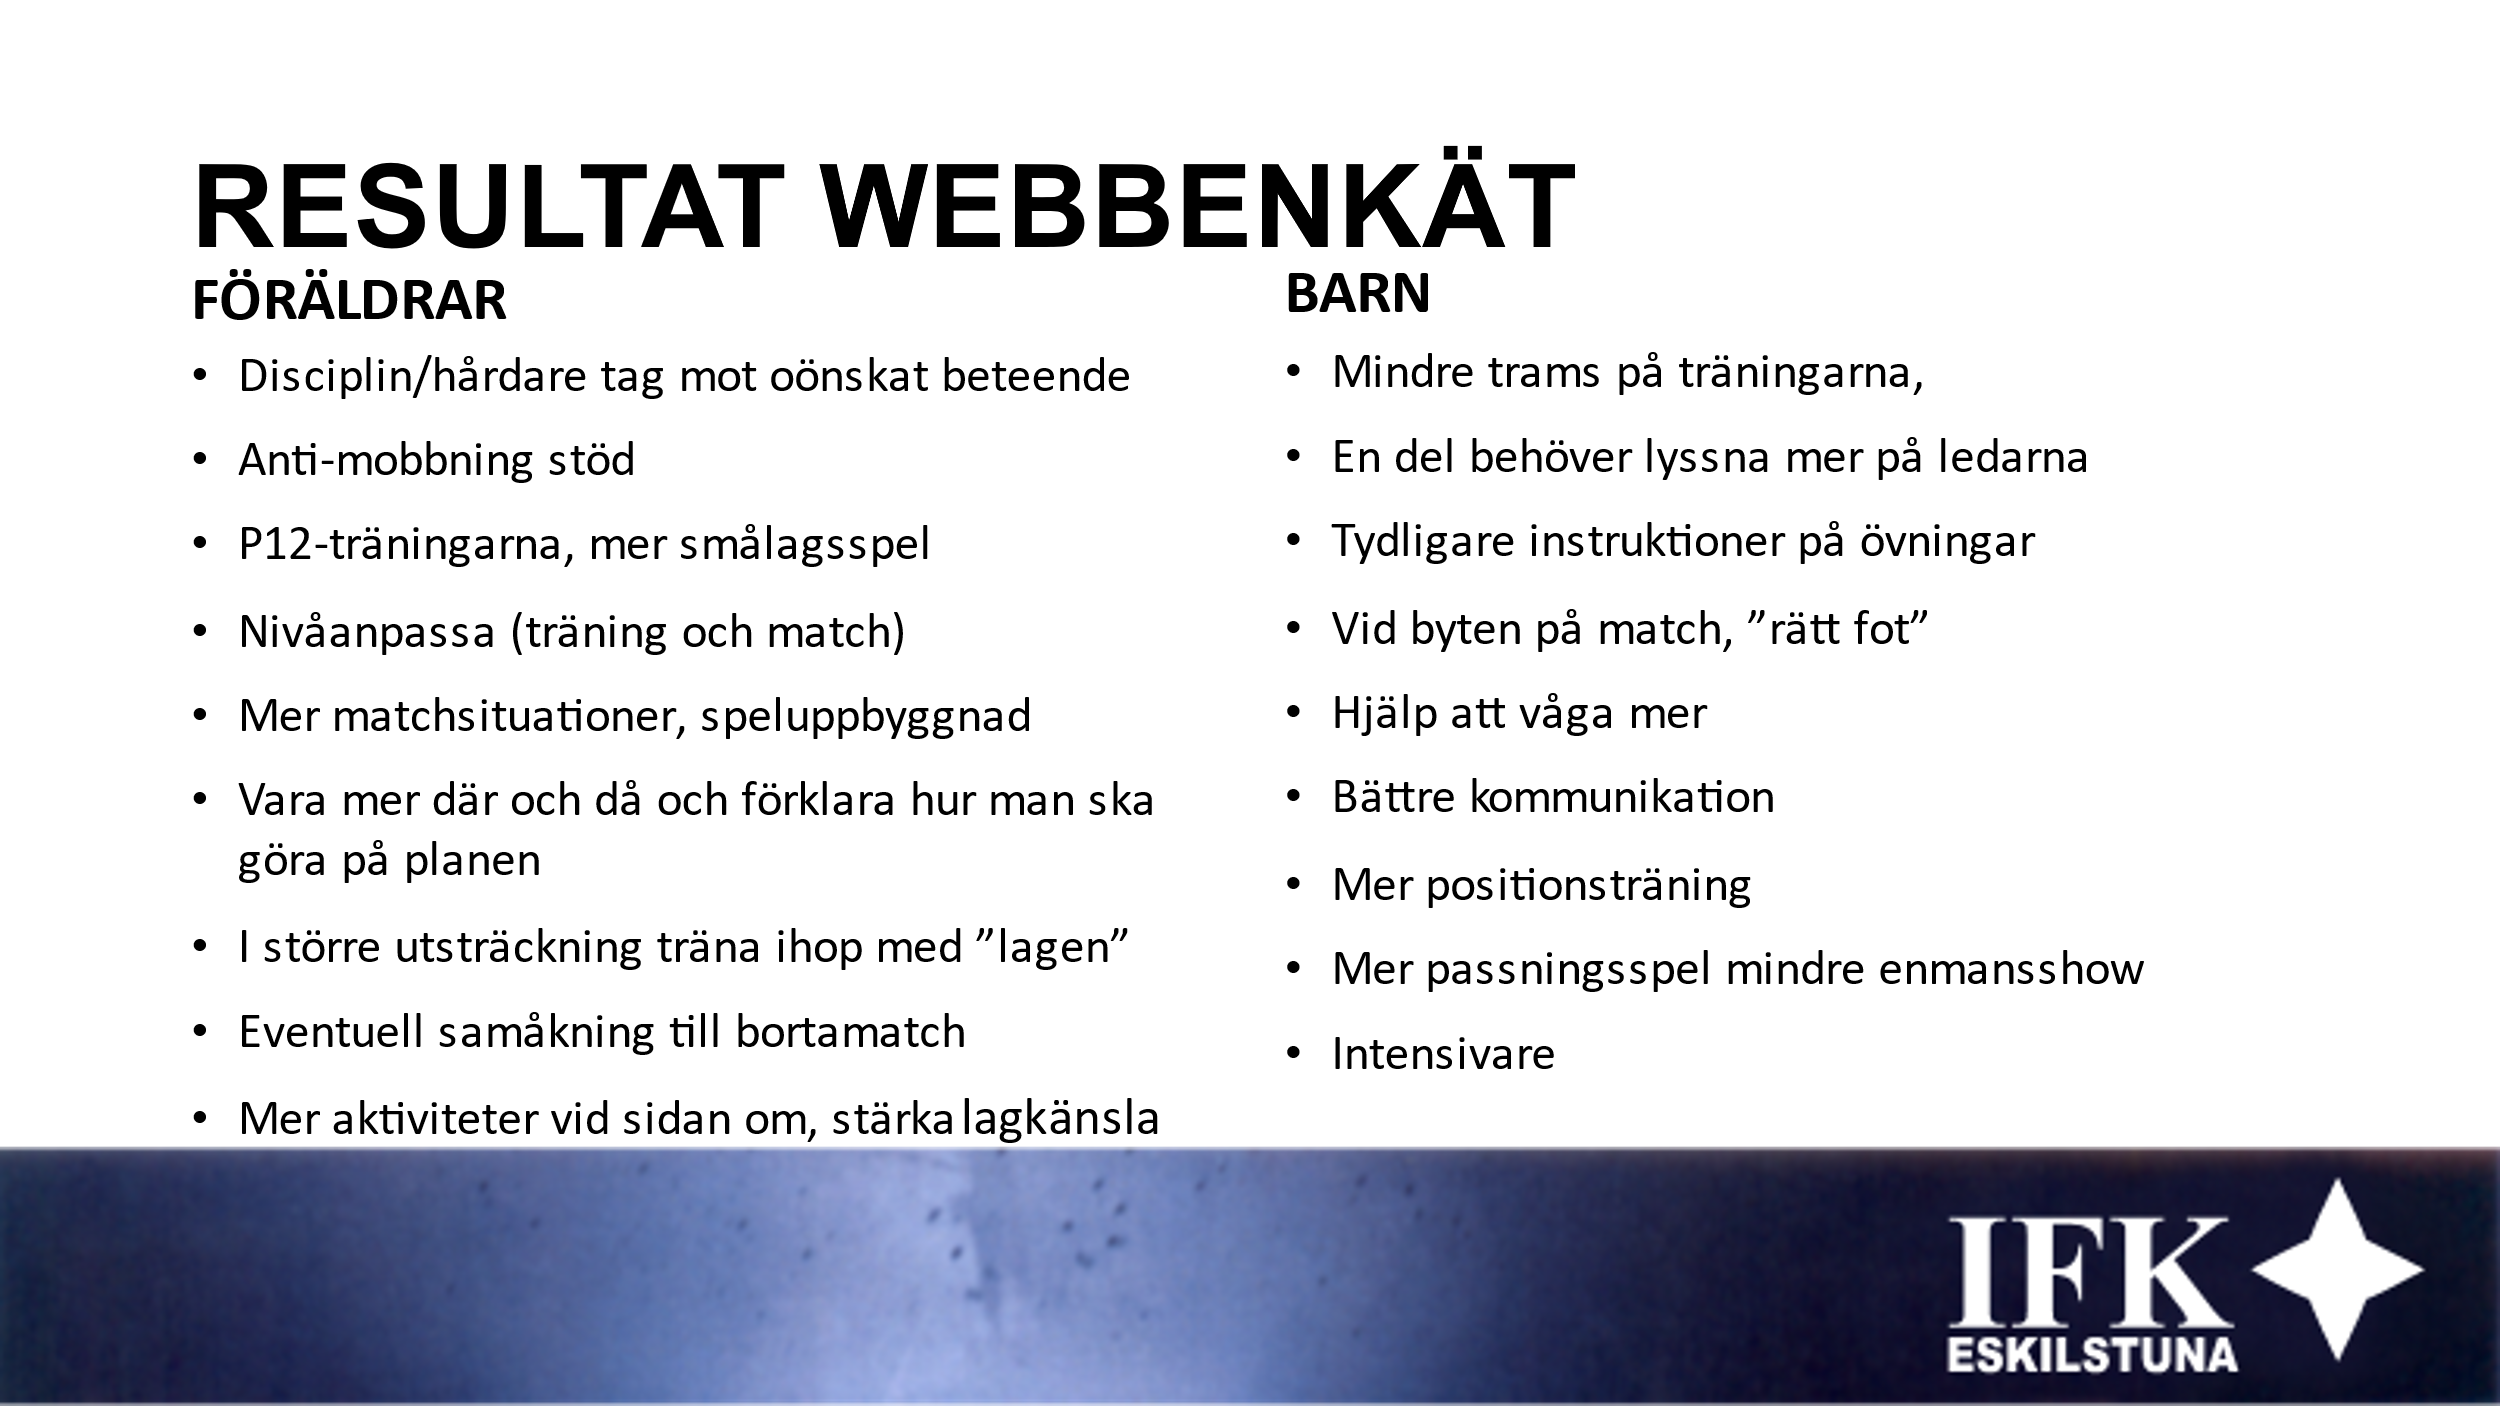 RESULTAT WEBBENKÄT
FÖRÄLDRAR
• Disciplin/hårdare tag mot oönskat beteende
• Anti-mobbning stöd
• P12-träningarna, mer smålagsspel
• Nivåanpassa (träning och match)
• Mer matchsituationer, speluppbyggnad
• Vara mer där och då och förklara hur man ska
göra på planen
• I större utsträckning träna ihop med ”lagen”
• Eventuell samåkning till bortamatch
• Mer aktiviteter vid sidan om, stärka lagkänsla
BARN
• Mindre trams på träningarna,
• En del behöver lyssna mer på ledarna
• Tydligare instruktioner på övningar
• Vid byten på match, ”rätt fot”
• Hjälp att våga mer
• Bättre kommunikation
• Mer positionsträning
• Mer passningsspel mindre enmansshow
• Intensivare
IFK
ESKILSTUNA